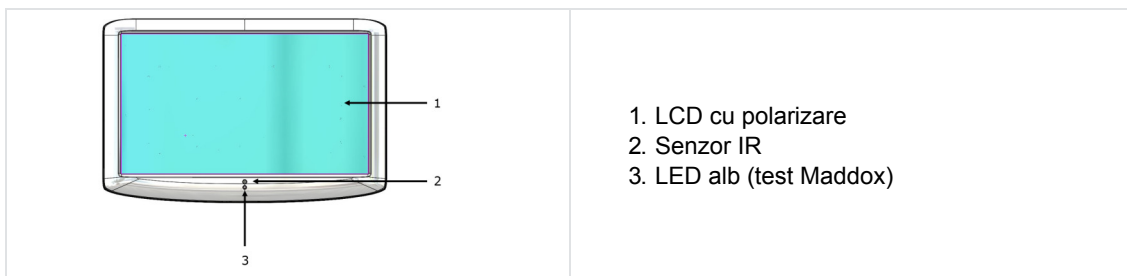 1
2
3
1. LCD cu polarizare
2. Senzor IR
3. LED alb (test Maddox)